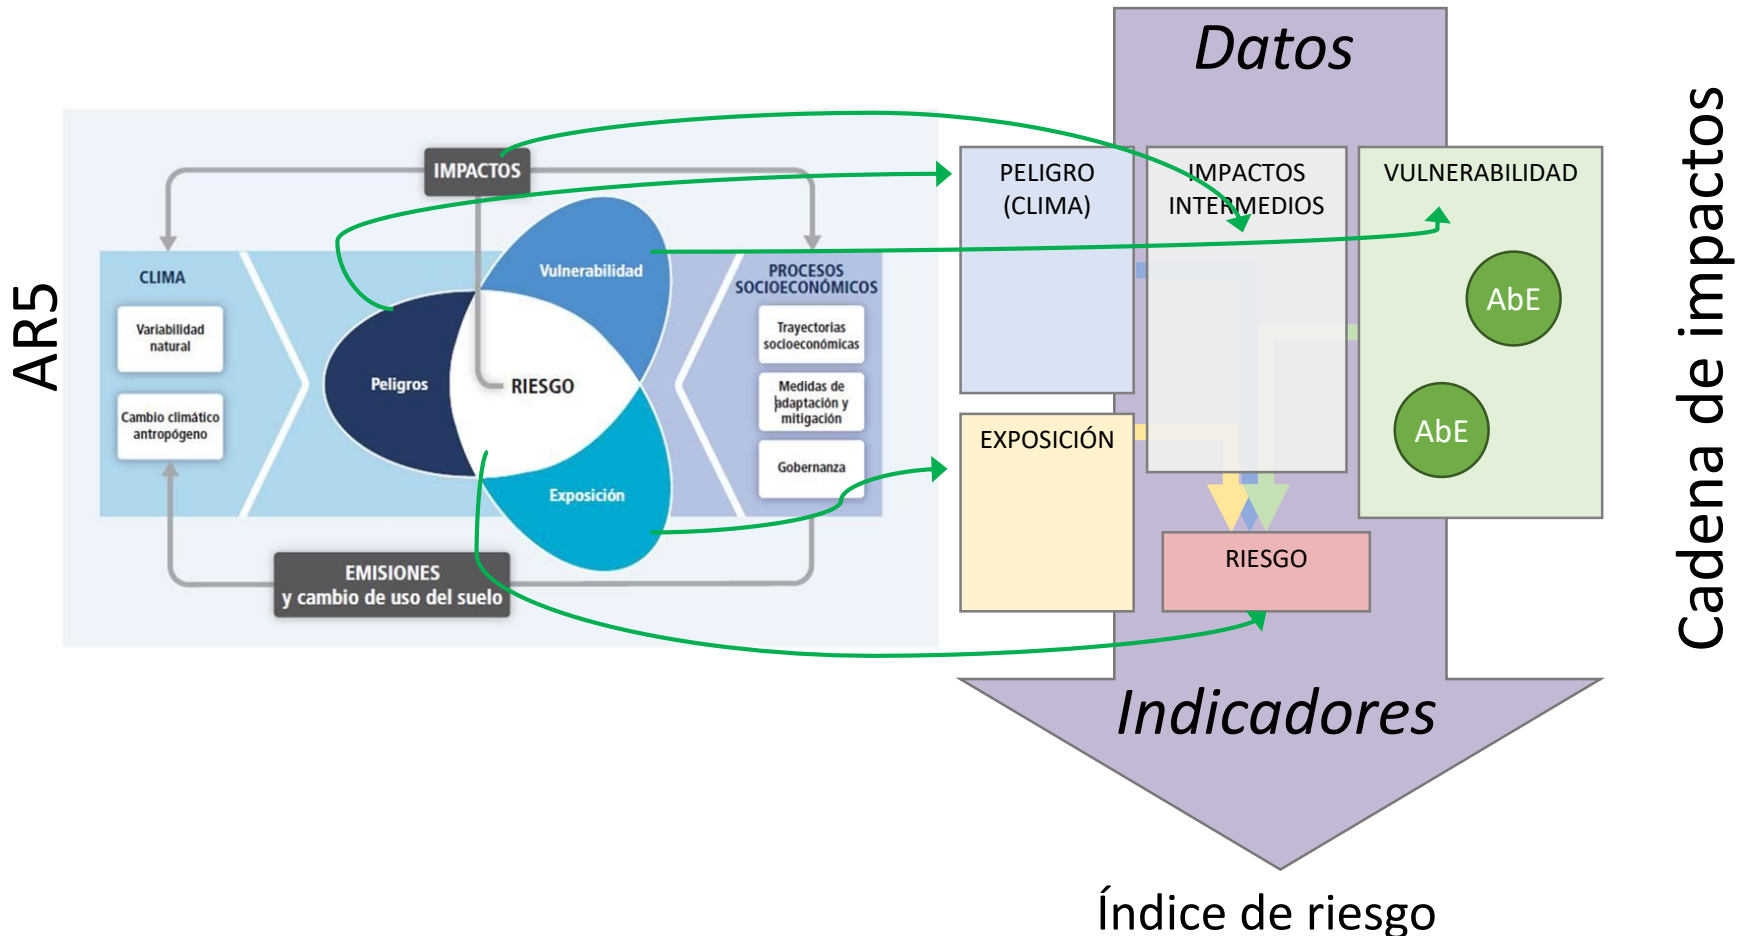 AR5
IMPACTOS
CLIMA
Variabilidad
natural
Cambio climático
antropógeno
Vulnerabilidad
Peligros
RIESGO
Exposición
PROCESOS
SOCIOECONÓMICOS
Trayectorias
socioeconómicas
Medidas de
adaptación y
mitigación
Gobernanza
EMISIONES
y cambio de uso del suelo
Datos
PELIGRO
(CLIMA)
IMPACTOS
INTERMEDIOS
VULNERABILIDAD
AbE
AbE
EXPOSICIÓN
RIESGO
Indicadores
Índice de riesgo
Cadena de impactos